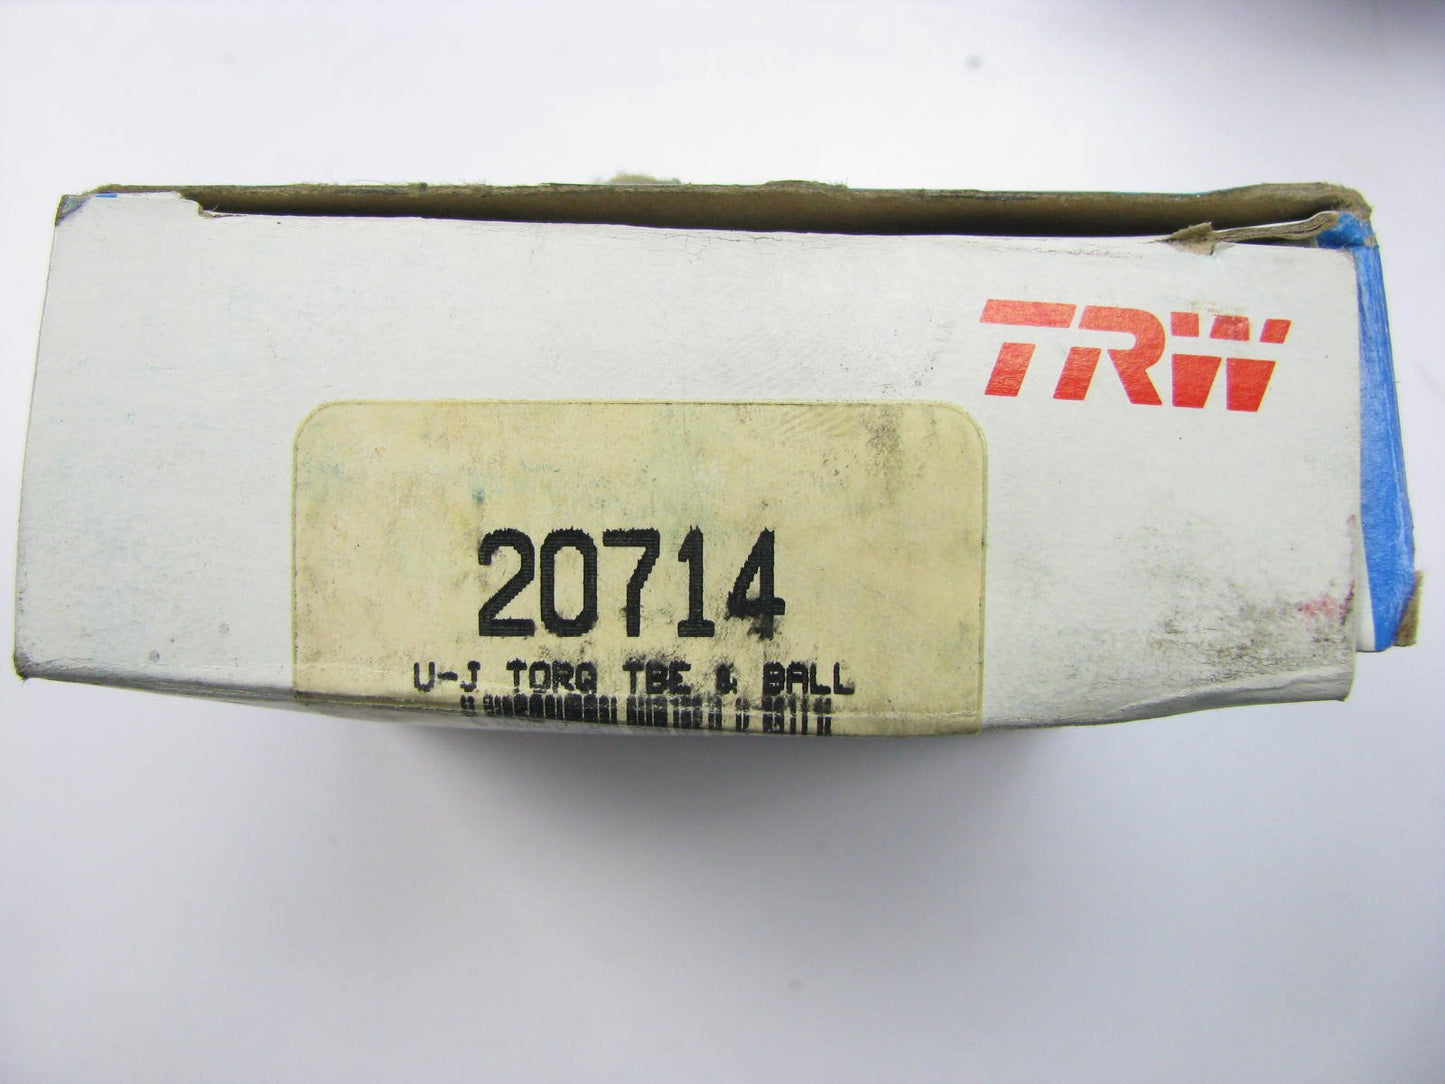 TRW
20714
U-J TORQ TBE & BALL